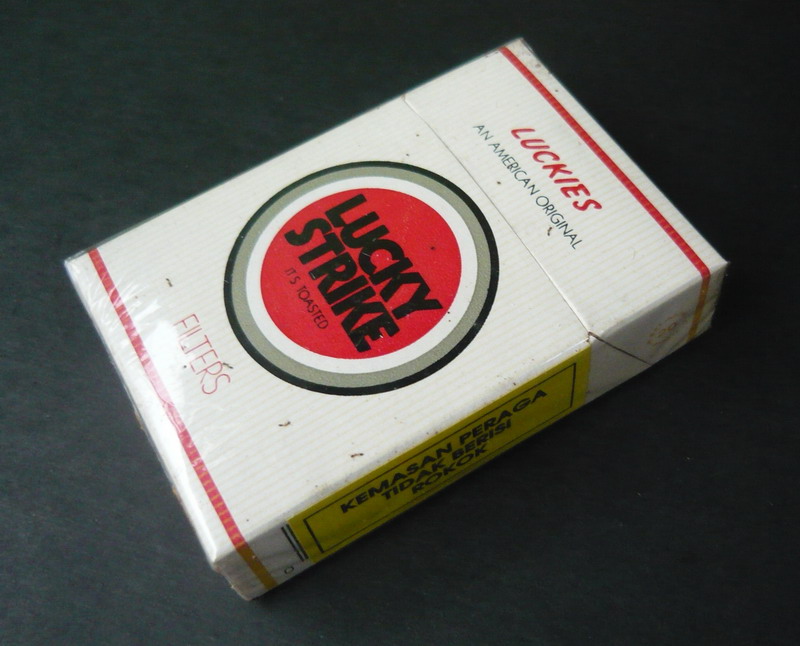 LUCKIES
AN AMERICAN ORIGINAL
LUCKY
STRIKE
IT'S TOASTED
FILTERS
KEMASAN PERAGA
TIDAK BERISI
ROKOK